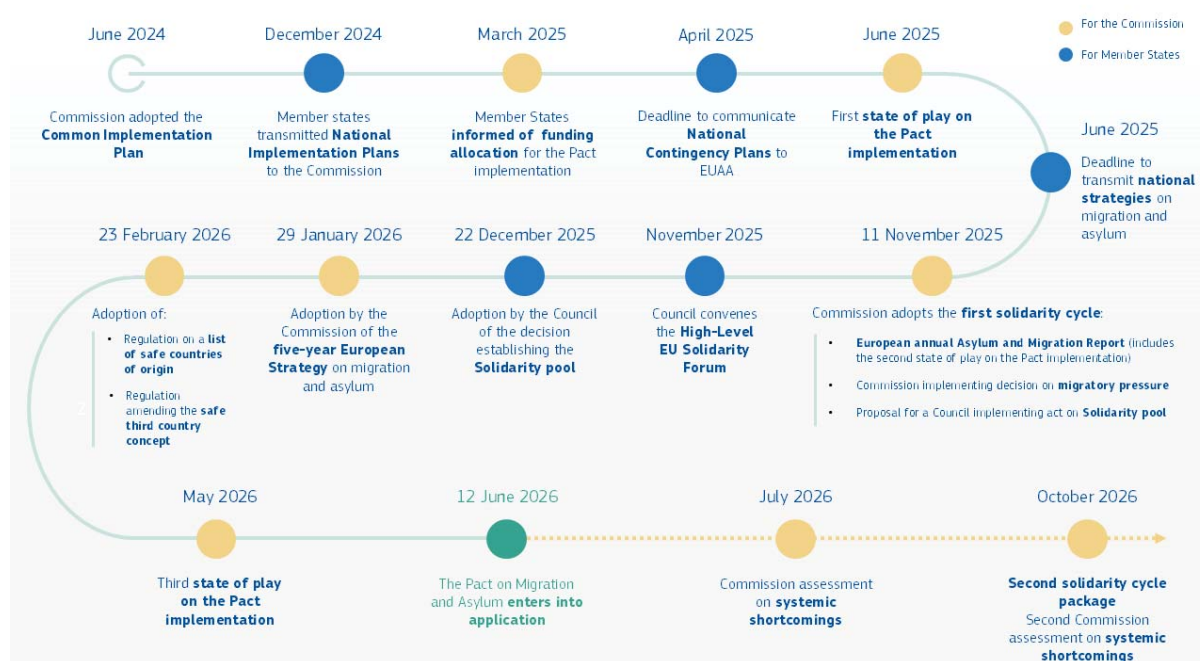 For the Commission
For Member States
June 2024
Commission adopted the
Common Implementation
Plan
December 2024
Member states
transmitted National
Implementation Plans
to the Commission
March 2025
Member States
informed of funding
allocation for the Pact
implementation
April 2025
Deadline to communicate
National
Contingency Plans to
EUAA
June 2025
First state of play on
the Pact
implementation
June 2025
Deadline to
transmit national
strategies on
migration and
asylum
11 November 2025
Commission adopts the first solidarity cycle:
• European annual Asylum and Migration Report (includes
the second state of play on the Pact implementation)
• Commission implementing decision on migratory pressure
• Proposal for a Council implementing act on Solidarity pool
November 2025
Council convenes
the High-Level
EU Solidarity
Forum
22 December 2025
Adoption by the Council
of the decision
establishing the
Solidarity pool
29 January 2026
Adoption by the
Commission of the
five-year European
Strategy on migration
and asylum
23 February 2026
Adoption of:
• Regulation on a list
of safe countries
of origin
• Regulation
amending the safe
third country
concept
2
May 2026
Third state of play
on the Pact
implementation
12 June 2026
The Pact on Migration
and Asylum enters into
application
July 2026
Commission assessment
on systemic
shortcomings
October 2026
Second solidarity cycle
package
Second Commission
assessment on systemic
shortcomings